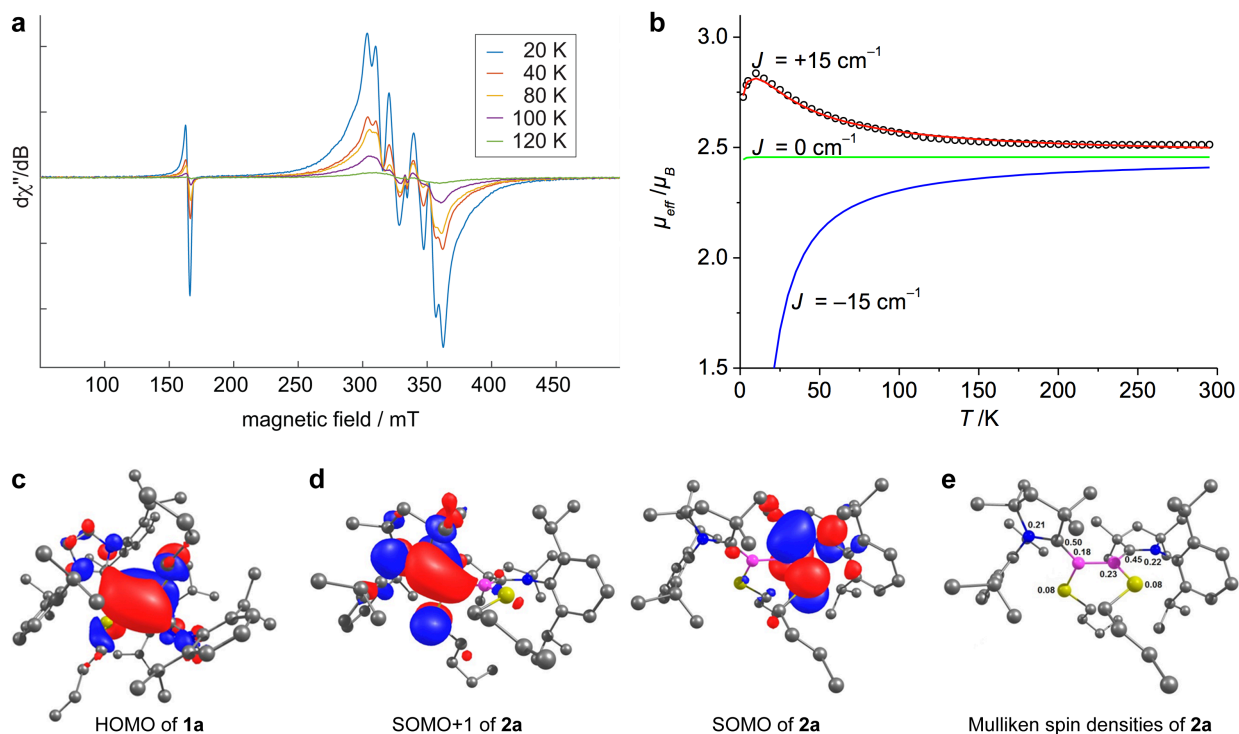 a
dχ"/dB
20 K
40 K
80 K
100 K
120 K
100 150 200 250 300 350 400 450
magnetic field / mT
b
μeff /μB
3.0
2.5
2.0
1.5
J = +15 cm⁻¹
J = 0 cm⁻¹
J = –15 cm⁻¹
0 50 100 150 200 250 300
T /K
c
HOMO of 1a
d
SOMO+1 of 2a
SOMO of 2a
e
0.21
0.50
0.18
0.45
0.22
0.23
0.08
0.08
Mulliken spin densities of 2a